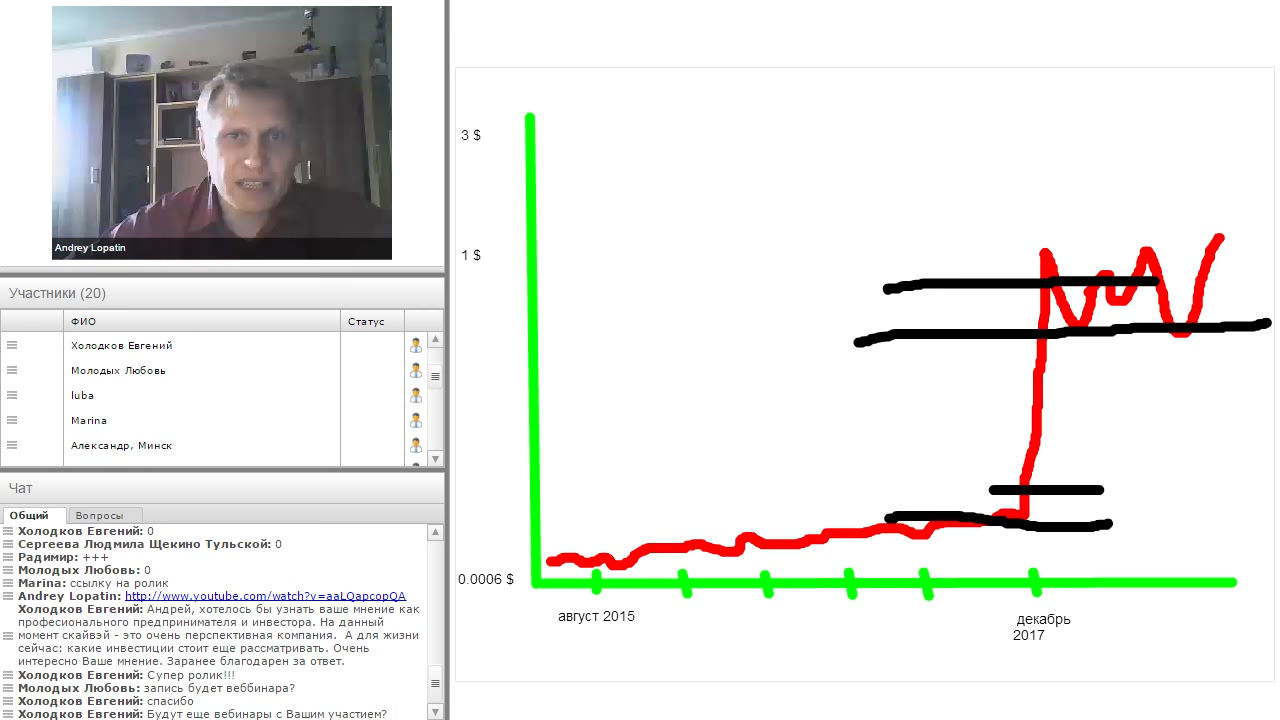 Andrey Lopatin
Участники (20)
ФИО
Статус
Холодков Евгений
Молодых Любовь
luba
Marina
Александр, Минск
Чат
Общий
Вопросы
Холодков Евгений: 0
Сергеева Людмила Щекино Тульской: 0
Радимир: +++
Молодых Любовь: 0
Marina: ссылку на ролик
Andrey Lopatin: http://www.youtube.com/watch?v=aaLQapcopQA
Холодков Евгений: Андрей, хотелось бы узнать ваше мнение как
професионального предпринимателя и инвестора. На данный
момент скайвэй - это очень перспективная компания. А для жизни
сейчас: какие инвестиции стоит еще рассматривать. Очень
интересно Ваше мнение. Заранее благодарен за ответ.
Холодков Евгений: Супер ролик!!!
Молодых Любовь: запись будет веббинара?
Холодков Евгений: спасибо
Холодков Евгений: Будут еще вебинары с Вашим участием?
3 $
1 $
0.0006 $
август 2015
декабрь
2017